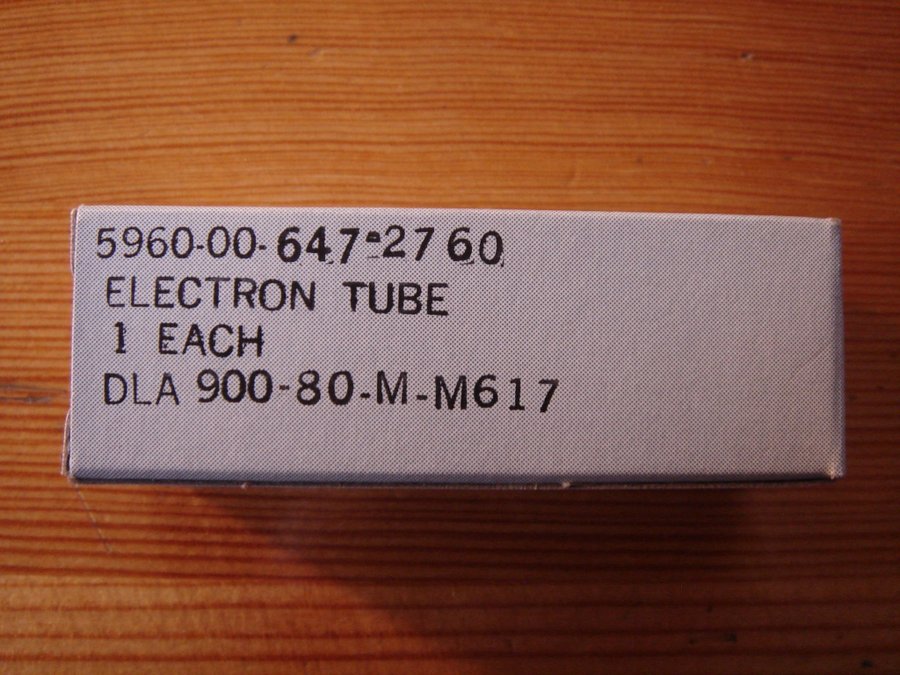 5960-00-647-2760
ELECTRON TUBE
1 EACH
DLA 900-80-M-M617